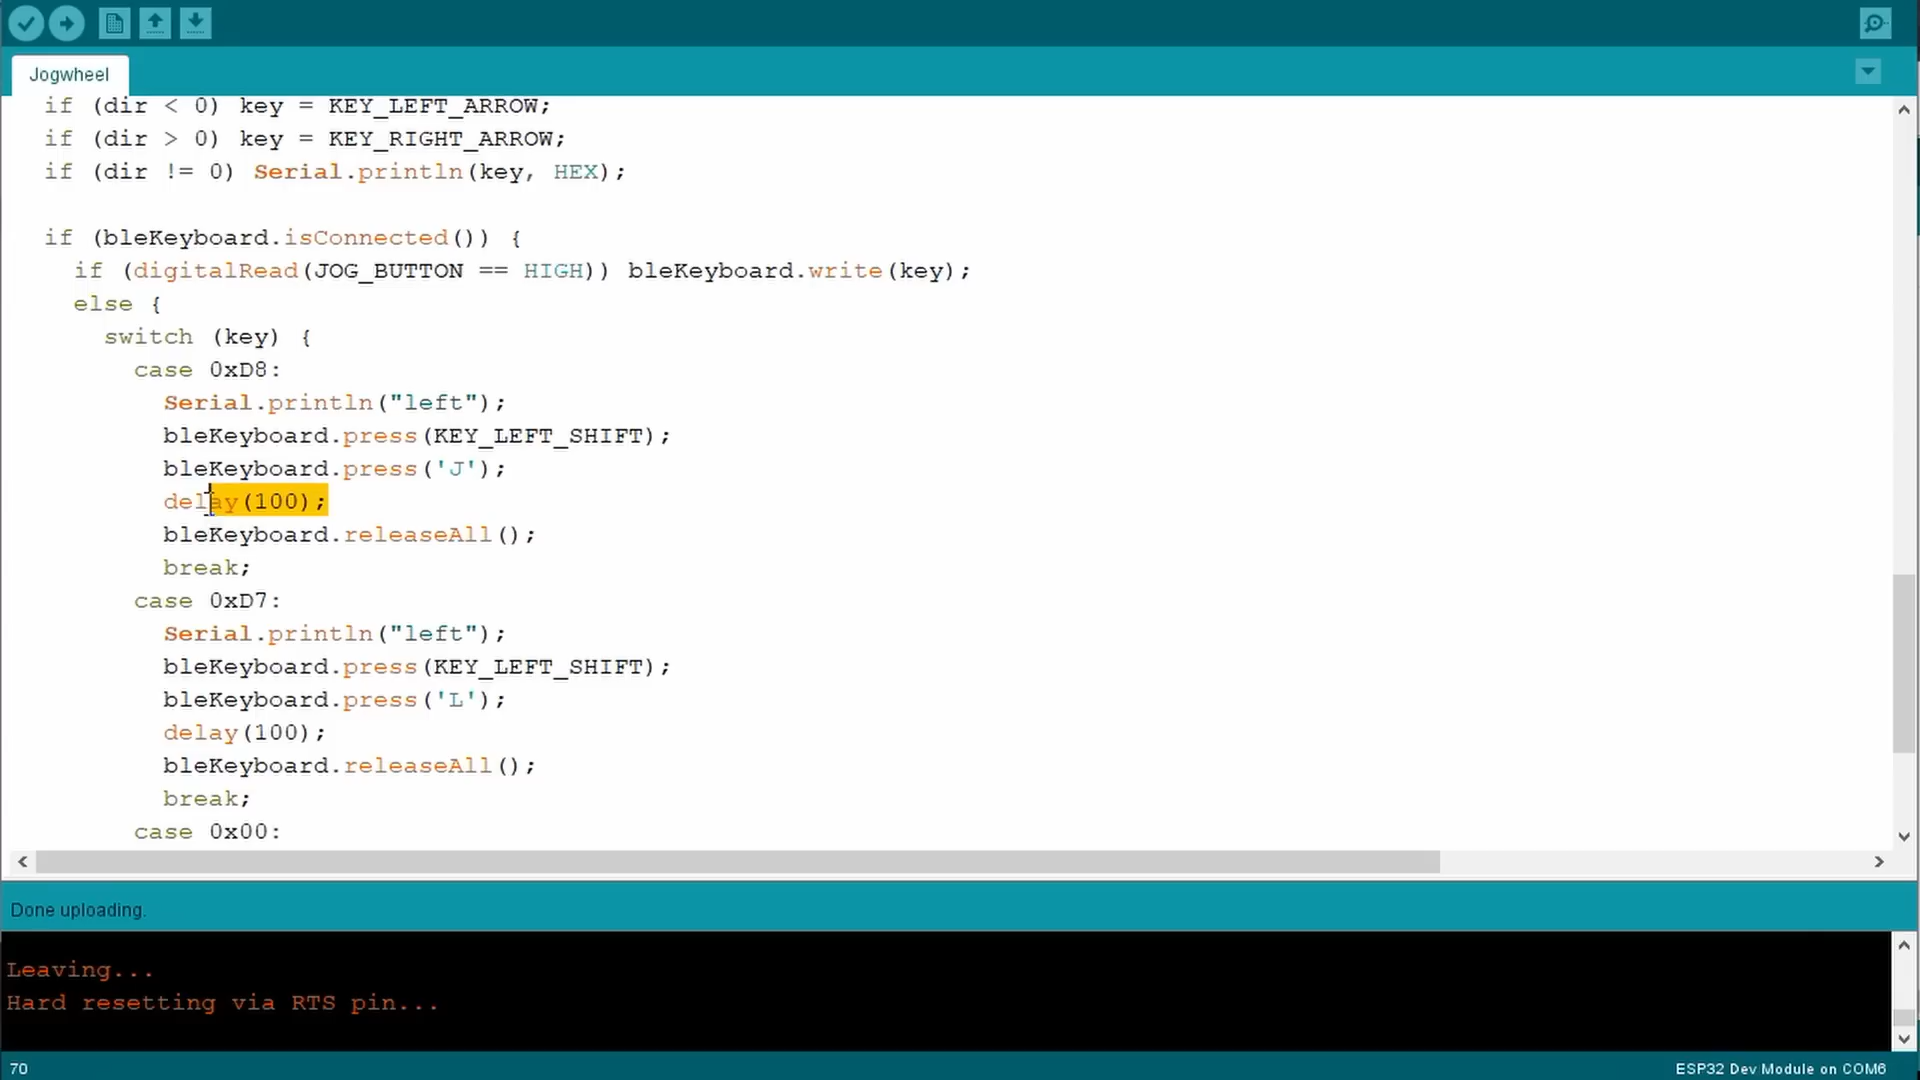 Jogwheel
if (dir < 0) key = KEY_LEFT_ARROW;
if (dir > 0) key = KEY_RIGHT_ARROW;
if (dir != 0) Serial.println(key, HEX);
if (bleKeyboard.isConnected()) {
if (digitalRead(JOG_BUTTON == HIGH)) bleKeyboard.write(key);
else {
switch (key) {
case 0xD8:
Serial.println("left");
bleKeyboard.press(KEY_LEFT_SHIFT);
bleKeyboard.press('J');
delay(100);
bleKeyboard.releaseAll();
break;
case 0xD7:
Serial.println("left");
bleKeyboard.press(KEY_LEFT_SHIFT);
bleKeyboard.press('L');
delay(100);
bleKeyboard.releaseAll();
break;
case 0x00:
Done uploading.
Leaving...
Hard resetting via RTS pin...
70
ESP32 Dev Module on COM6